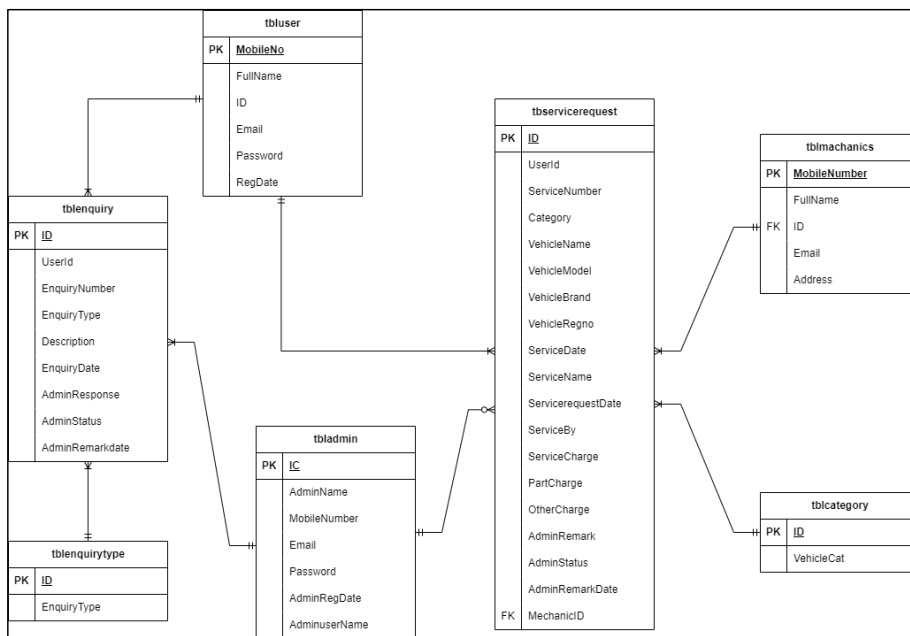 tbluser
PK MobileNo
FullName
ID
Email
Password
RegDate
tblenquiry
PK ID
UserId
EnquiryNumber
EnquiryType
Description
EnquiryDate
AdminResponse
AdminStatus
AdminRemarkdate
tblenquirytype
PK ID
EnquiryType
tbladmin
PK IC
AdminName
MobileNumber
Email
Password
AdminRegDate
AdminuserName
tbservicerequest
PK ID
UserId
ServiceNumber
Category
VehicleName
VehicleModel
VehicleBrand
VehicleRegno
ServiceDate
ServiceName
ServicerequestDate
ServiceBy
ServiceCharge
PartCharge
OtherCharge
AdminRemark
AdminStatus
AdminRemarkDate
FK MechanicID
tblmachanics
PK MobileNumber
FullName
FK ID
Email
Address
tblcategory
PK ID
VehicleCat